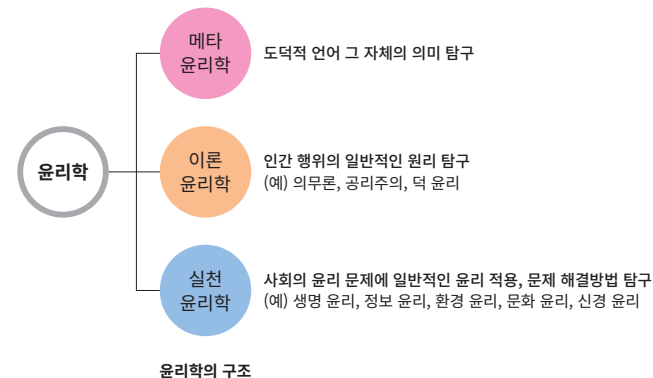 메타
윤리학
도덕적 언어 그 자체의 의미 탐구
윤리학
이론
윤리학
인간 행위의 일반적인 원리 탐구
(예) 의무론, 공리주의, 덕 윤리
실천
윤리학
사회의 윤리 문제에 일반적인 윤리 적용, 문제 해결방법 탐구
(예) 생명 윤리, 정보 윤리, 환경 윤리, 문화 윤리, 신경 윤리
윤리학의 구조